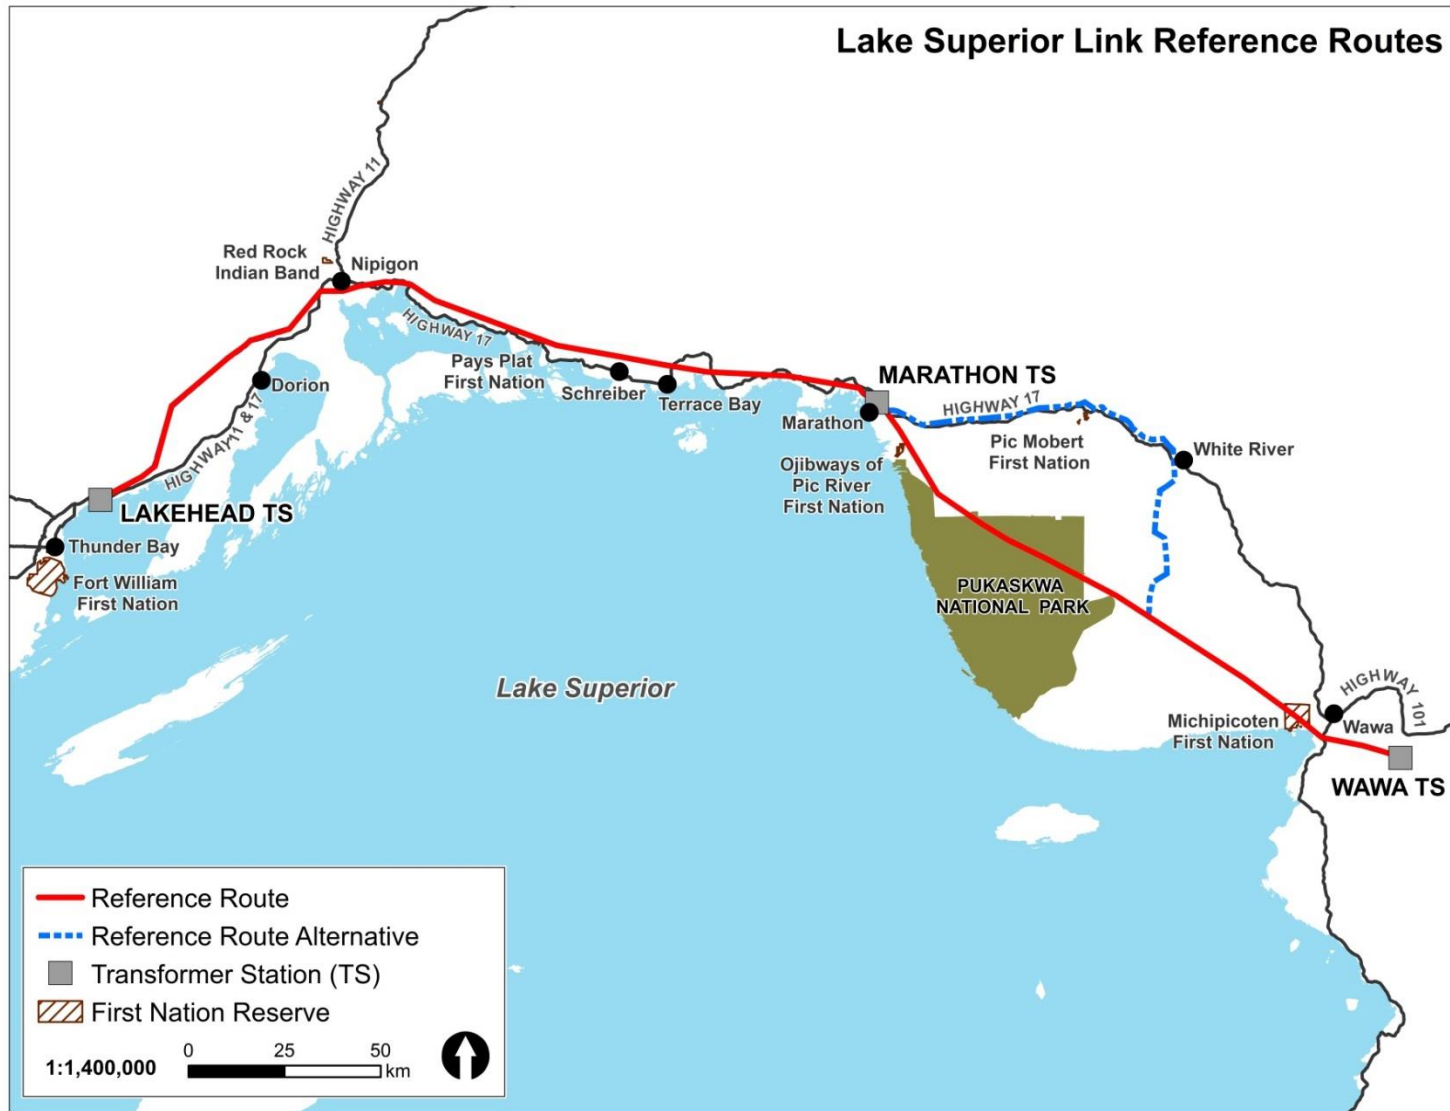 Lake Superior Link Reference Routes
HIGHWAY 11
Red Rock
Indian Band
Nipigon
HIGHWAY 17
Pays Plat
First Nation
Schreiber
Terrace Bay
MARATHON TS
Marathon
HIGHWAY 17
Pic Mobert
First Nation
White River
Ojibways of
Pic River
First Nation
Dorion
HIGHWAY 11 & 17
LAKEHEAD TS
Thunder Bay
Fort William
First Nation
PUKASKWA
NATIONAL PARK
Lake Superior
HIGHWAY 101
Michipicoten
First Nation
Wawa
WAWA TS
Reference Route
Reference Route Alternative
Transformer Station (TS)
First Nation Reserve
1:1,400,000
0 25 50
km